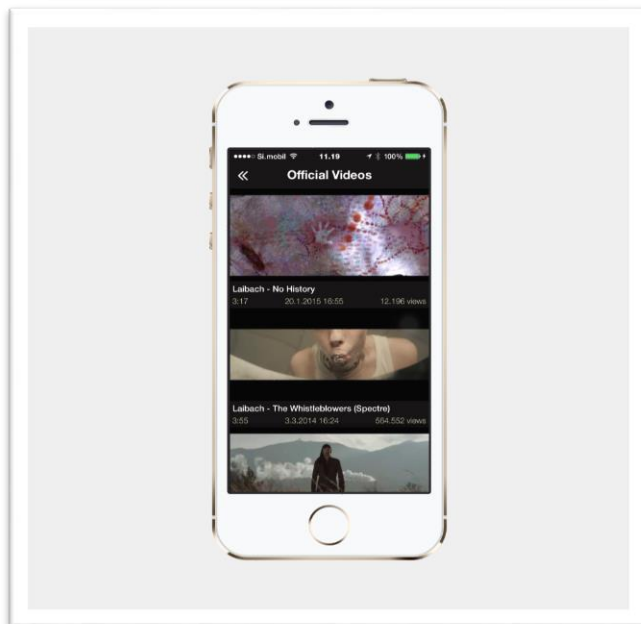 Si.mobil 11.19 100%
Official Videos
Laibach - No History
3:17 20.1.2015 16:55 12.196 views
Laibach - The Whistleblowers (Spectre)
3:55 3.3.2014 16:24 564.552 views